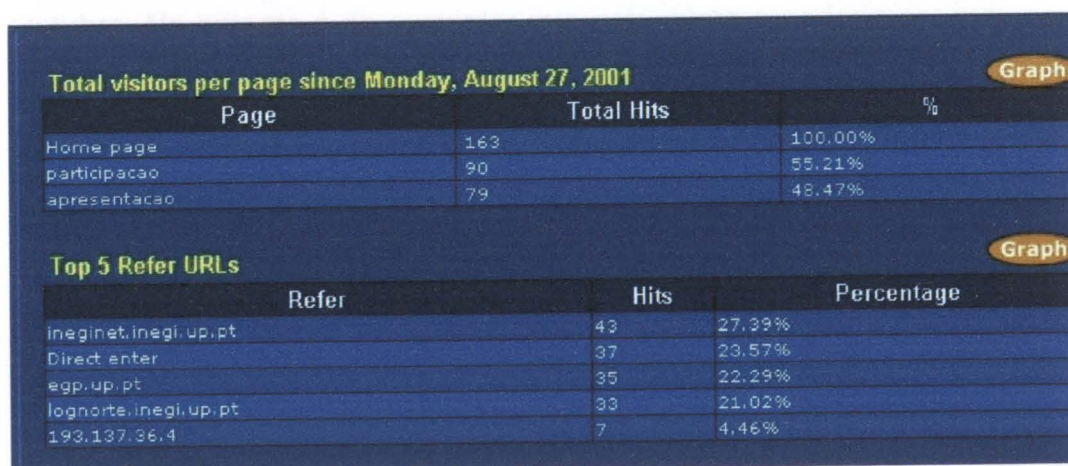 Total visitors per page since Monday, August 27, 2001 Graph
Page Total Hits %
Home page 163 100.00%
participacao 90 55.21%
apresentacao 79 48.47%
Top 5 Refer URLs Graph
Refer Hits Percentage
ineginet.inegi.up.pt 43 27.39%
Direct enter 37 23.57%
egp.up.pt 35 22.29%
lognorte.inegi.up.pt 33 21.02%
193.137.36.4 7 4.46%